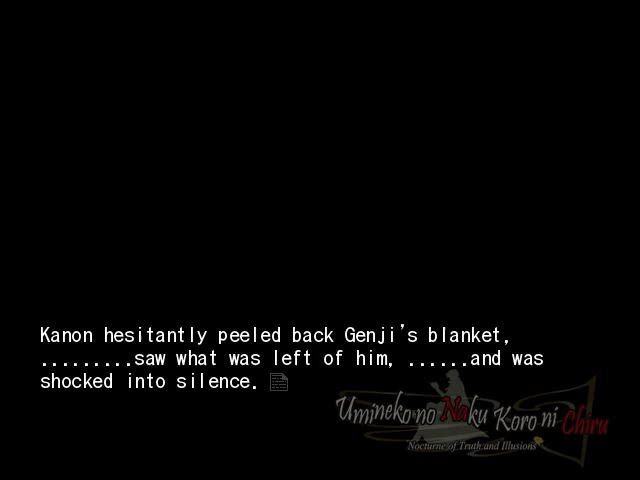 Kanon hesitantly peeled back Genji's blanket,
.........saw what was left of him, ......and was
shocked into silence.
Umineko no Naku Koro ni Chiru
Nocturne of Truth and Illusions